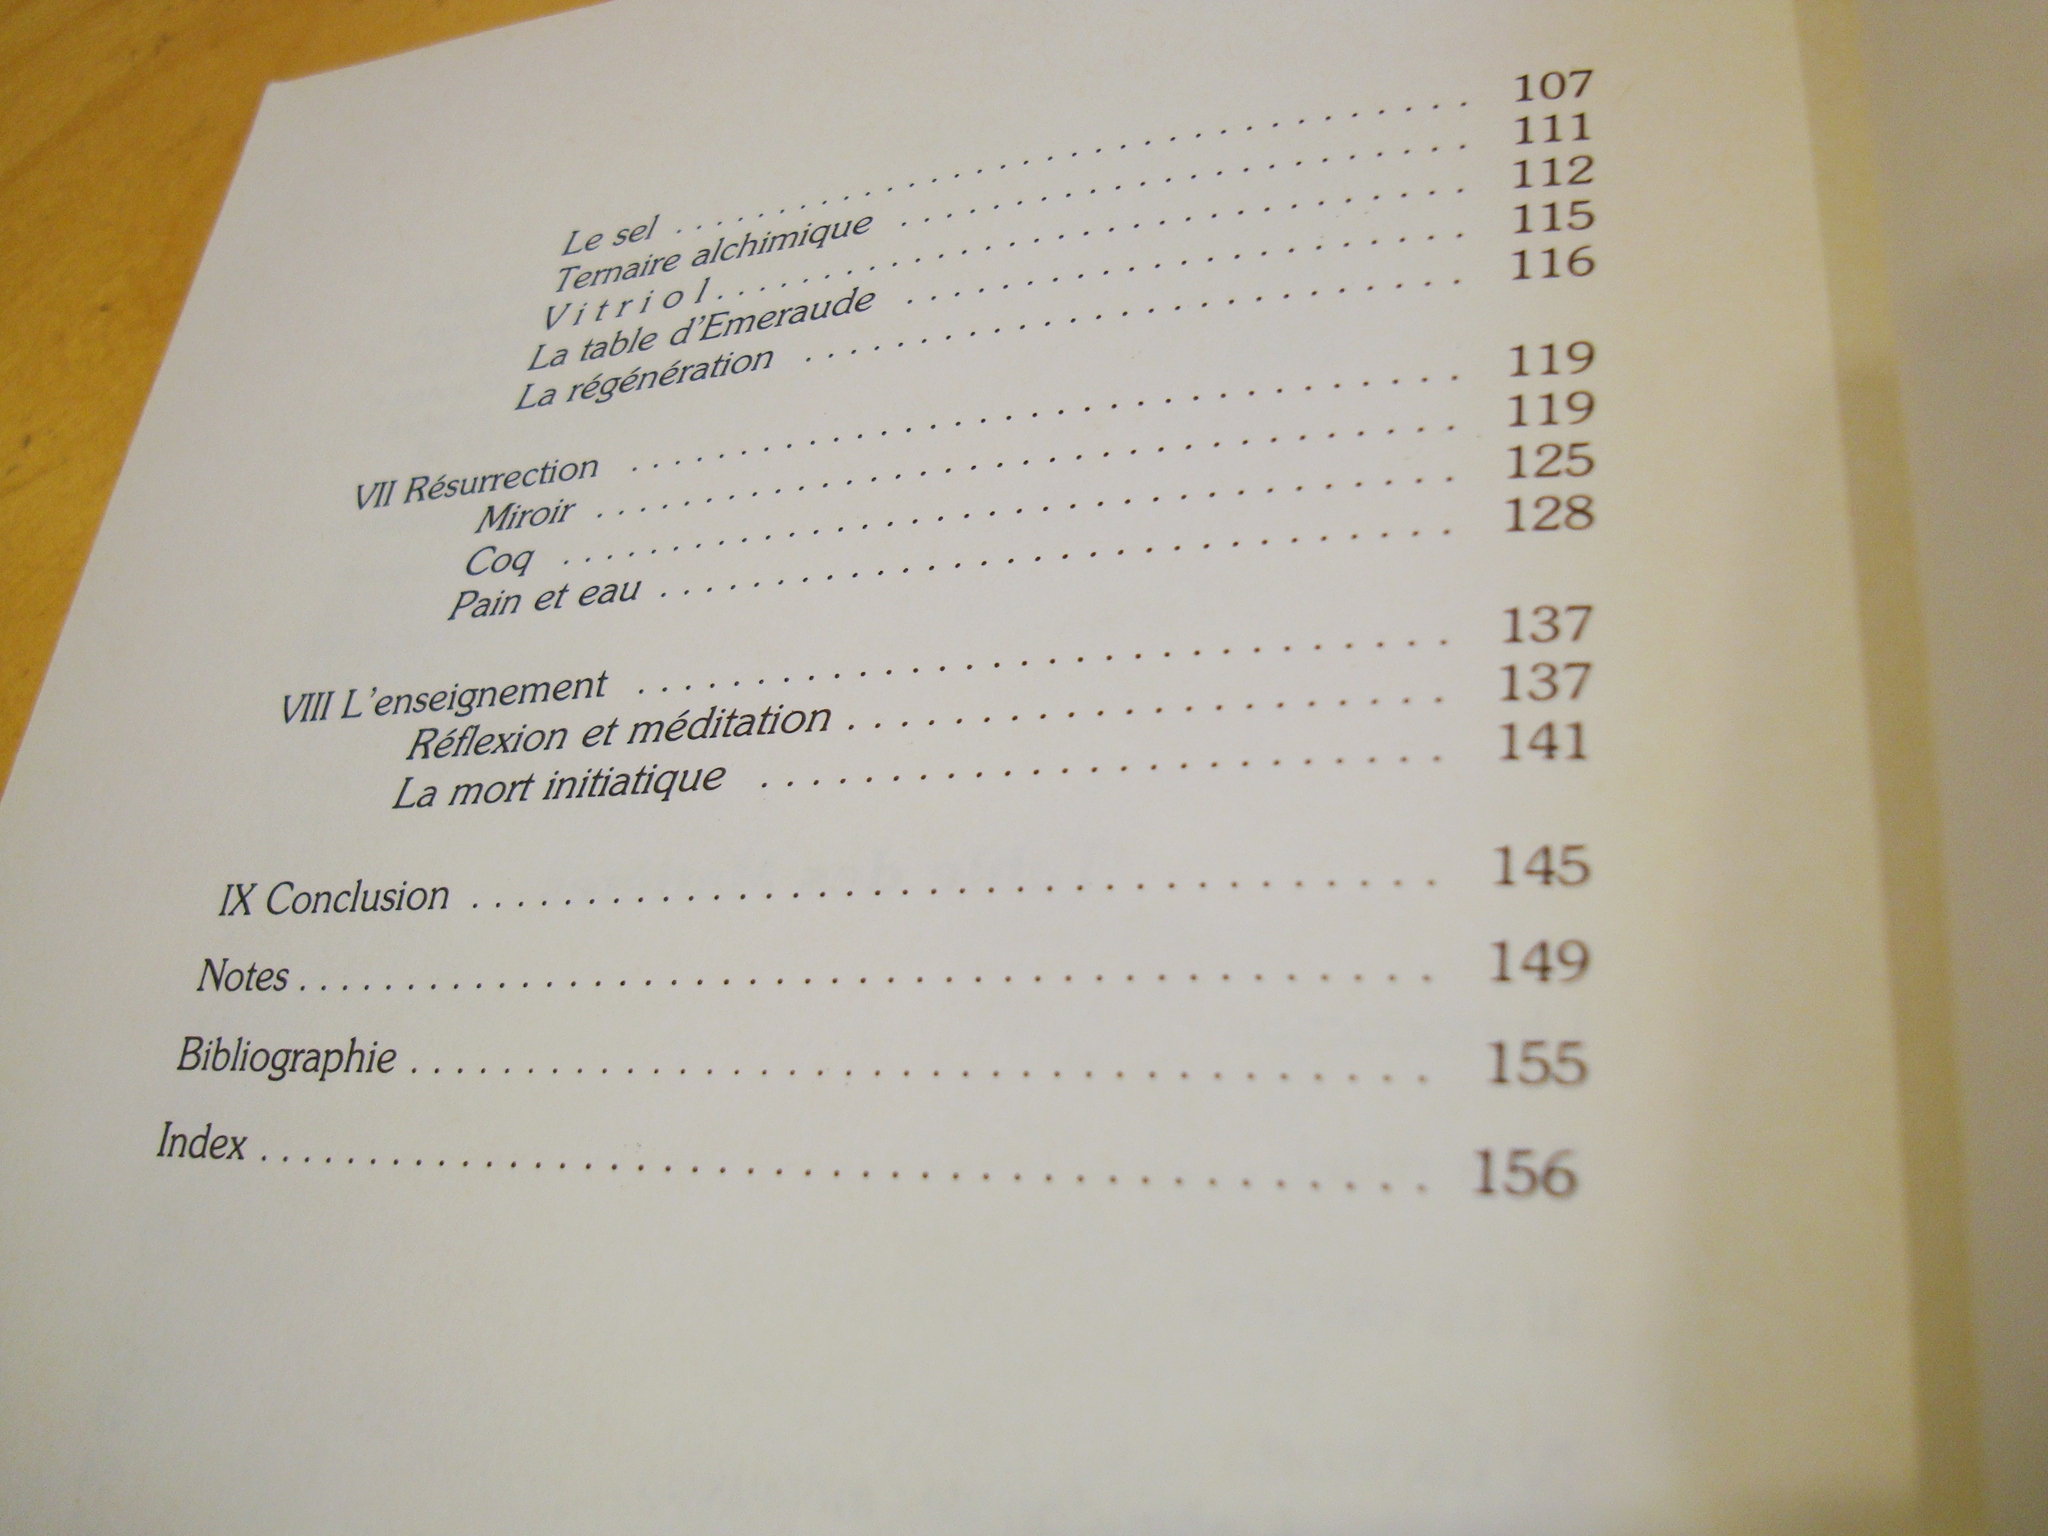 Le sel . . . . . . . . . . . . . . . . . . . . . . . . . . . . . . 107
Ternaire alchimique . . . . . . . . . . . . . . . . . . . . . . 111
V i t r i o l . . . . . . . . . . . . . . . . . . . . . . . . . . . . . 112
La table d'Emeraude . . . . . . . . . . . . . . . . . . . . . . 115
La régénération . . . . . . . . . . . . . . . . . . . . . . . . . 116
VII Résurrection . . . . . . . . . . . . . . . . . . . . . . . . . . . . . 119
Miroir . . . . . . . . . . . . . . . . . . . . . . . . . . . . . . 119
Coq . . . . . . . . . . . . . . . . . . . . . . . . . . . . . . . 125
Pain et eau . . . . . . . . . . . . . . . . . . . . . . . . . . . . 128
VIII L'enseignement . . . . . . . . . . . . . . . . . . . . . . . . . . . 137
Réflexion et méditation . . . . . . . . . . . . . . . . . . . . . 137
La mort initiatique . . . . . . . . . . . . . . . . . . . . . . . 141
IX Conclusion . . . . . . . . . . . . . . . . . . . . . . . . . . . . . . . 145
Notes . . . . . . . . . . . . . . . . . . . . . . . . . . . . . . . . . . . . 149
Bibliographie . . . . . . . . . . . . . . . . . . . . . . . . . . . . . . . 155
Index . . . . . . . . . . . . . . . . . . . . . . . . . . . . . . . . . . . . 156